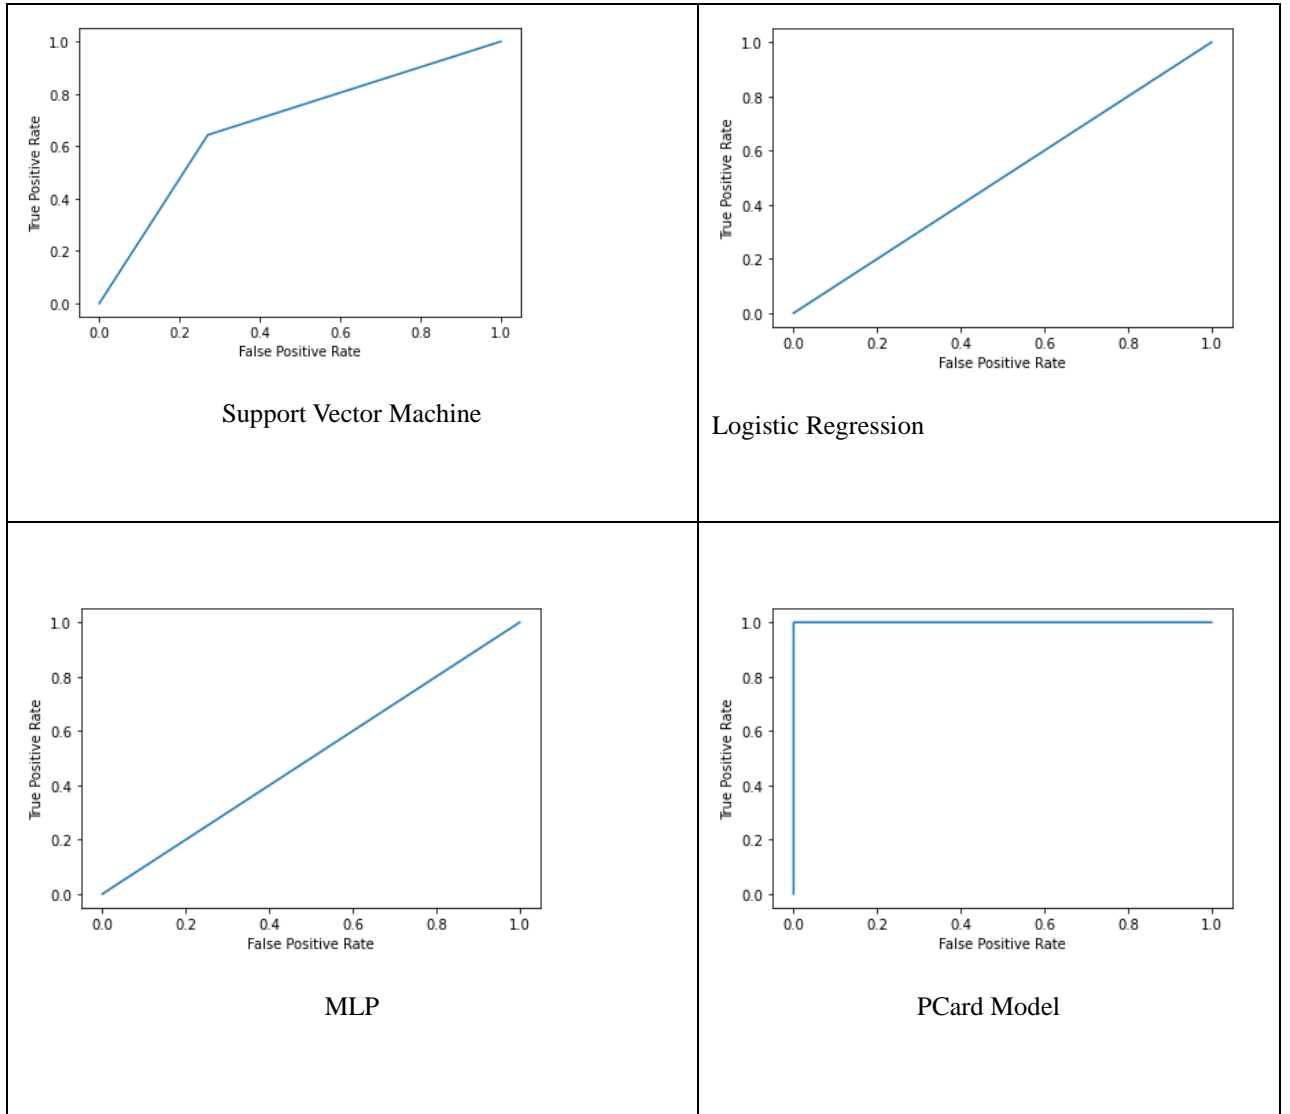 1.0
0.8
0.6
0.4
0.2
0.0
True Positive Rate
0.0 0.2 0.4 0.6 0.8 1.0
False Positive Rate
Support Vector Machine
1.0
0.8
0.6
0.4
0.2
0.0
True Positive Rate
0.0 0.2 0.4 0.6 0.8 1.0
False Positive Rate
Logistic Regression
1.0
0.8
0.6
0.4
0.2
0.0
True Positive Rate
0.0 0.2 0.4 0.6 0.8 1.0
False Positive Rate
MLP
1.0
0.8
0.6
0.4
0.2
0.0
True Positive Rate
0.0 0.2 0.4 0.6 0.8 1.0
False Positive Rate
PCard Model